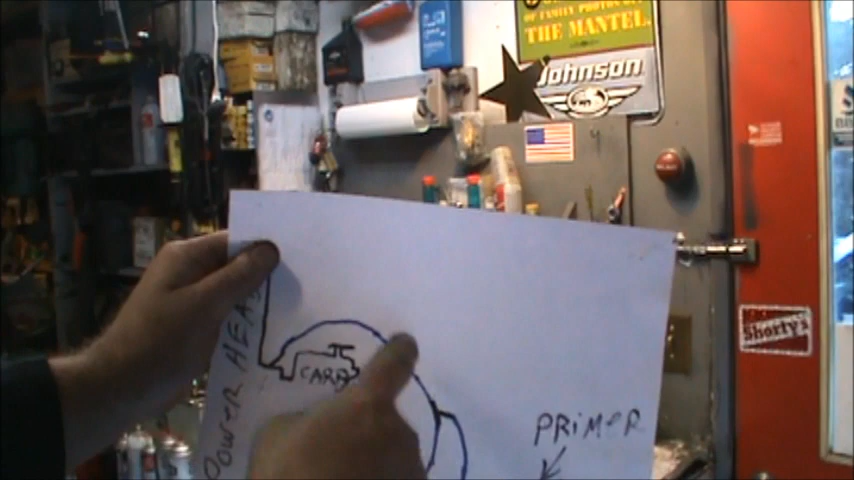 OF FAMILY PHOTOS ON
THE MANTEL.
Johnson
Shorty's
POWER HEAD
CARB
PRIMER